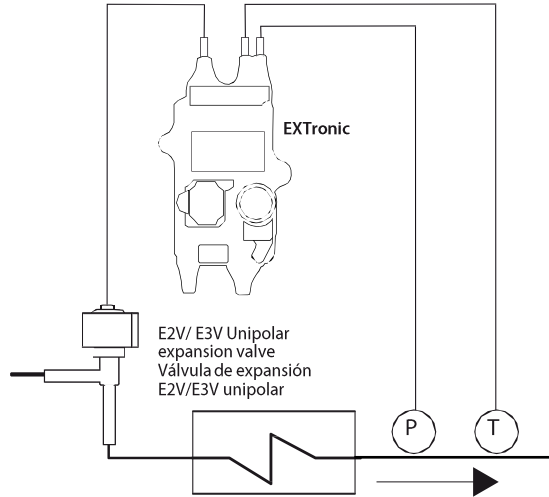 EXTronic
E2V/ E3V Unipolar
expansion valve
Válvula de expansión
E2V/E3V unipolar
P
T